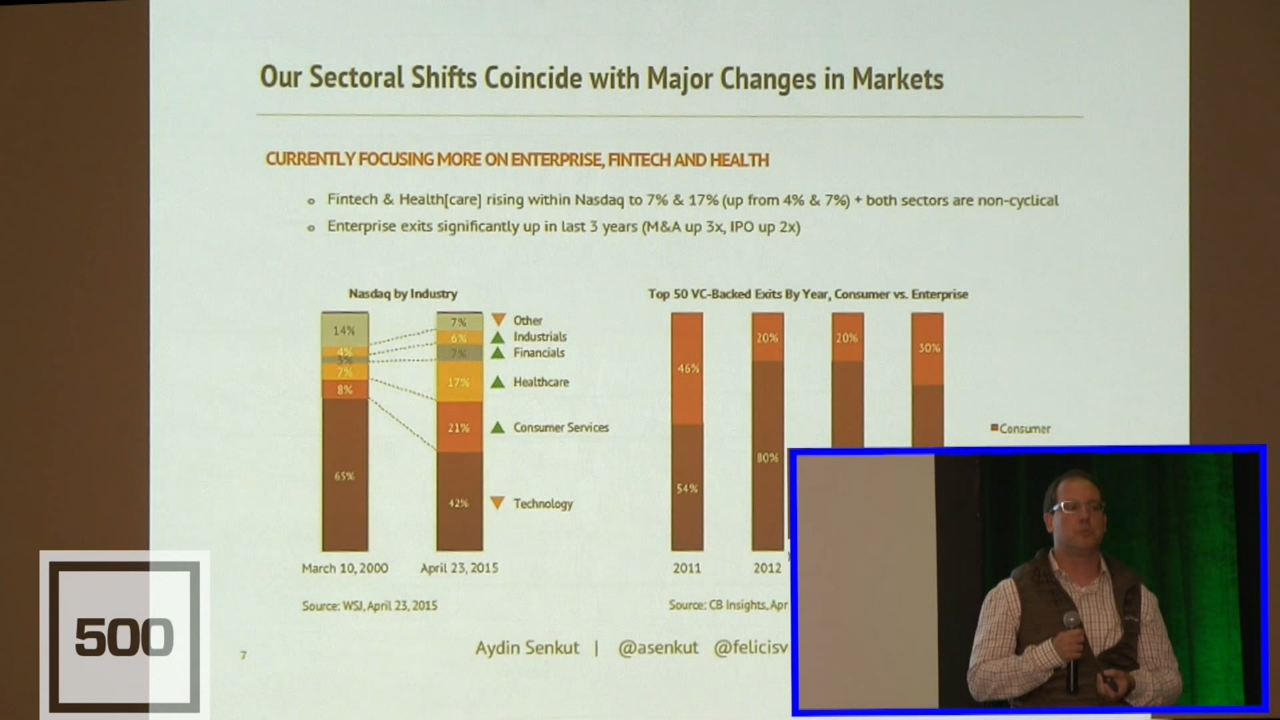 Our Sectoral Shifts Coincide with Major Changes in Markets
CURRENTLY FOCUSING MORE ON ENTERPRISE, FINTECH AND HEALTH
Fintech & Health[care] rising within Nasdaq to 7% & 17% (up from 4% & 7%) + both sectors are non-cyclical
Enterprise exits significantly up in last 3 years (M&A up 3x, IPO up 2x)
Nasdaq by Industry
14%
4%
3%
7%
8%
65%
7%
6%
7%
17%
21%
42%
Other
Industrials
Financials
Healthcare
Consumer Services
Technology
March 10, 2000
April 23, 2015
Source: WSJ, April 23, 2015
Top 50 VC-Backed Exits By Year, Consumer vs. Enterprise
46%
20%
20%
30%
54%
80%
Consumer
2011
2012
Source: CB Insights, Apr
Aydin Senkut | @asenkut @felicisv
7
500